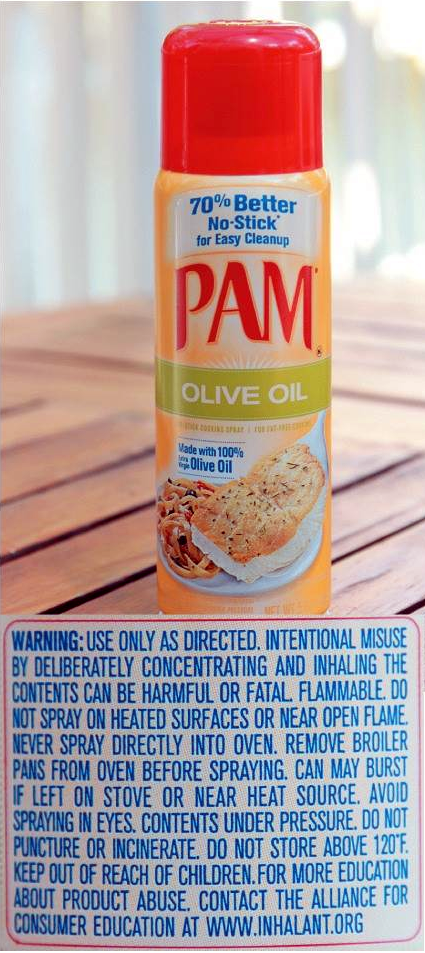 70% Better
No-Stick*
for Easy Cleanup
PAM
OLIVE OIL
COOKING SPRAY | FOR FAT-FREE
Made with 100%
Extra Virgin Olive Oil
NET WT
WARNING: USE ONLY AS DIRECTED. INTENTIONAL MISUSE
BY DELIBERATELY CONCENTRATING AND INHALING THE
CONTENTS CAN BE HARMFUL OR FATAL. FLAMMABLE. DO
NOT SPRAY ON HEATED SURFACES OR NEAR OPEN FLAME.
NEVER SPRAY DIRECTLY INTO OVEN. REMOVE BROILER
PANS FROM OVEN BEFORE SPRAYING. CAN MAY BURST
IF LEFT ON STOVE OR NEAR HEAT SOURCE. AVOID
SPRAYING IN EYES. CONTENTS UNDER PRESSURE. DO NOT
PUNCTURE OR INCINERATE. DO NOT STORE ABOVE 120°F.
KEEP OUT OF REACH OF CHILDREN.FOR MORE EDUCATION
ABOUT PRODUCT ABUSE, CONTACT THE ALLIANCE FOR
CONSUMER EDUCATION AT WWW.INHALANT.ORG